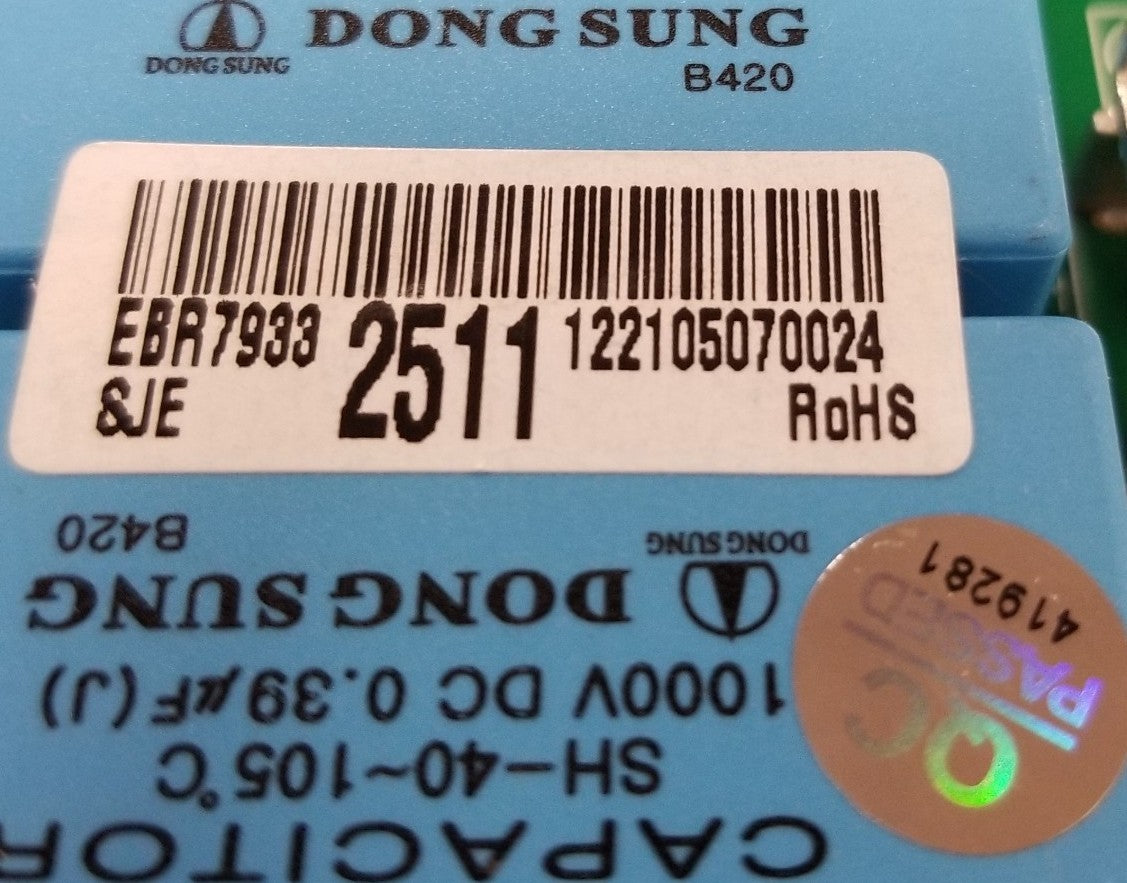 DONG SUNG
DONG SUNG
B420
EBR7933 2511 122105070024
&JE
RoHS
B420
DONG SUNG
DONG SUNG
1000V DC 0.39μF(J)
SH-40~105°C
CAPACITOR
419281
QC
PASSED